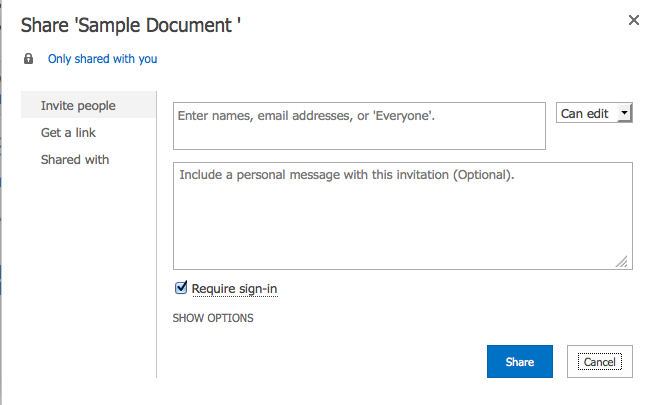 Share 'Sample Document '
Only shared with you
Invite people
Get a link
Shared with
Enter names, email addresses, or 'Everyone'.
Can edit
Include a personal message with this invitation (Optional).
Require sign-in
SHOW OPTIONS
Share
Cancel